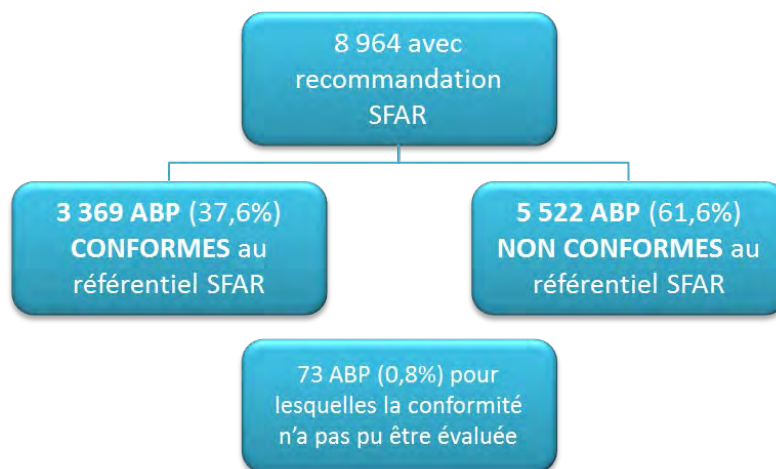 8 964 avec
recommandation
SFAR
3 369 ABP (37,6%)
CONFORMES au
référentiel SFAR
5 522 ABP (61,6%)
NON CONFORMES au
référentiel SFAR
73 ABP (0,8%) pour
lesquelles la conformité
n'a pas pu être évaluée